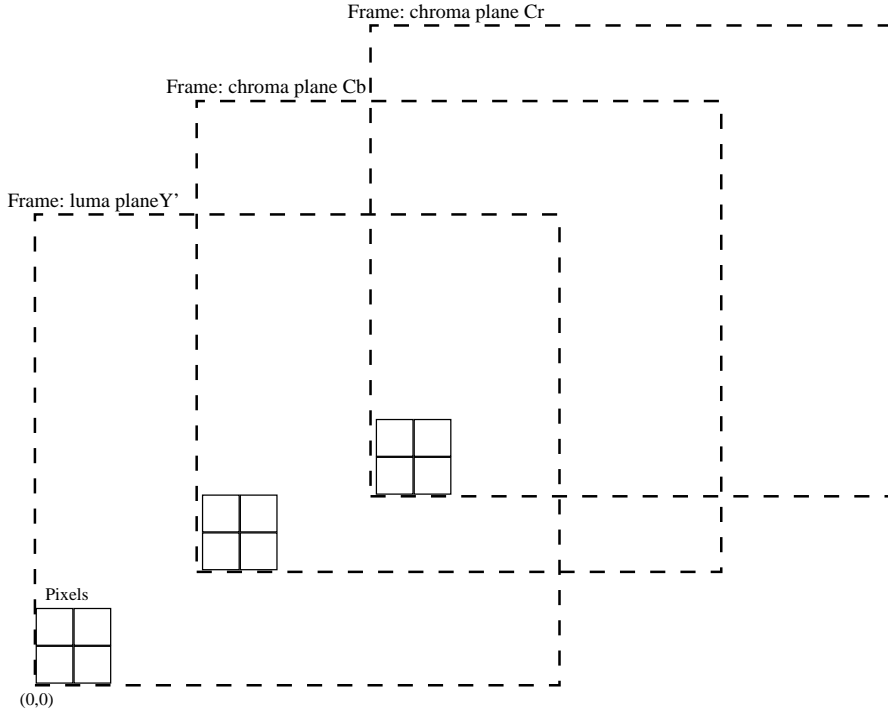 Frame: chroma plane Cr
Frame: chroma plane Cb
Frame: luma planeY’
Pixels
(0,0)